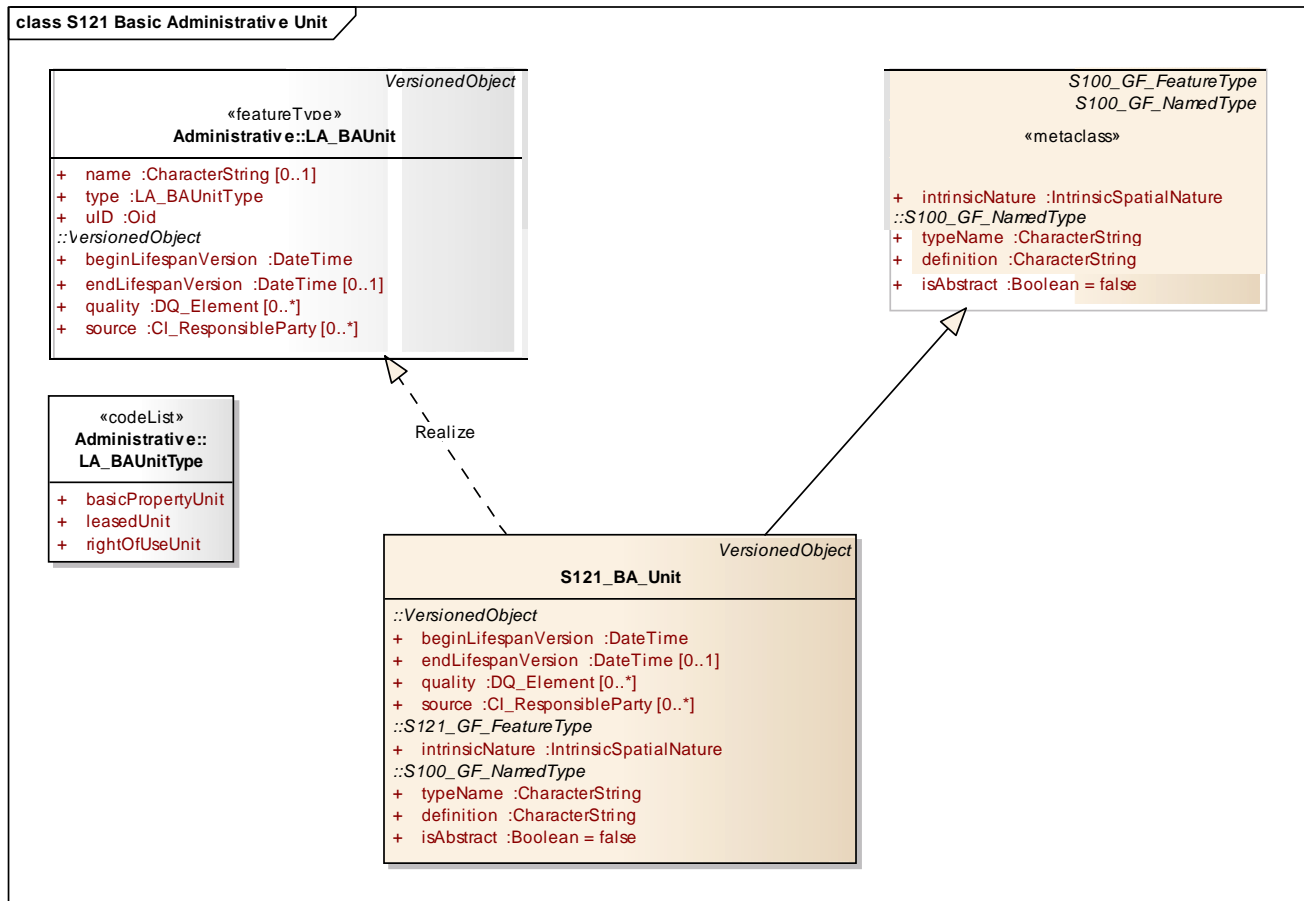 class S121 Basic Administrative Unit
VersionedObject
«featureType»
Administrative::LA_BAUnit
+ name :CharacterString [0..1]
+ type :LA_BAUnitType
+ uID :Oid
::VersionedObject
+ beginLifespanVersion :DateTime
+ endLifespanVersion :DateTime [0..1]
+ quality :DQ_Element [0..*]
+ source :CI_ResponsibleParty [0..*]
S100_GF_FeatureType
S100_GF_NamedType
«metaclass»
+ intrinsicNature :IntrinsicSpatialNature
::S100_GF_NamedType
+ typeName :CharacterString
+ definition :CharacterString
+ isAbstract :Boolean = false
«codeList»
Administrative::
LA_BAUnitType
+ basicPropertyUnit
+ leasedUnit
+ rightOfUseUnit
Realize
VersionedObject
S121_BA_Unit
::VersionedObject
+ beginLifespanVersion :DateTime
+ endLifespanVersion :DateTime [0..1]
+ quality :DQ_Element [0..*]
+ source :CI_ResponsibleParty [0..*]
::S121_GF_FeatureType
+ intrinsicNature :IntrinsicSpatialNature
::S100_GF_NamedType
+ typeName :CharacterString
+ definition :CharacterString
+ isAbstract :Boolean = false